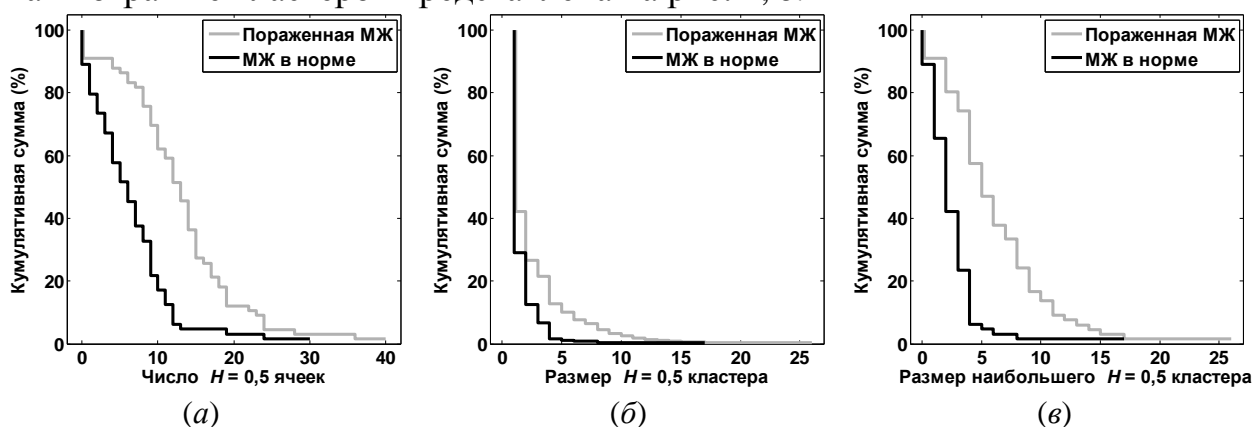 100
80
60
40
20
0
Кумулятивная сумма (%)
Пораженная МЖ
МЖ в норме
0 10 20 30 40
Число H = 0,5 ячеек
(а)
100
80
60
40
20
0
Кумулятивная сумма (%)
Пораженная МЖ
МЖ в норме
0 5 10 15 20 25
Размер H = 0,5 кластера
(б)
100
80
60
40
20
0
Кумулятивная сумма (%)
Пораженная МЖ
МЖ в норме
0 5 10 15 20 25
Размер наибольшего H = 0,5 кластера
(в)